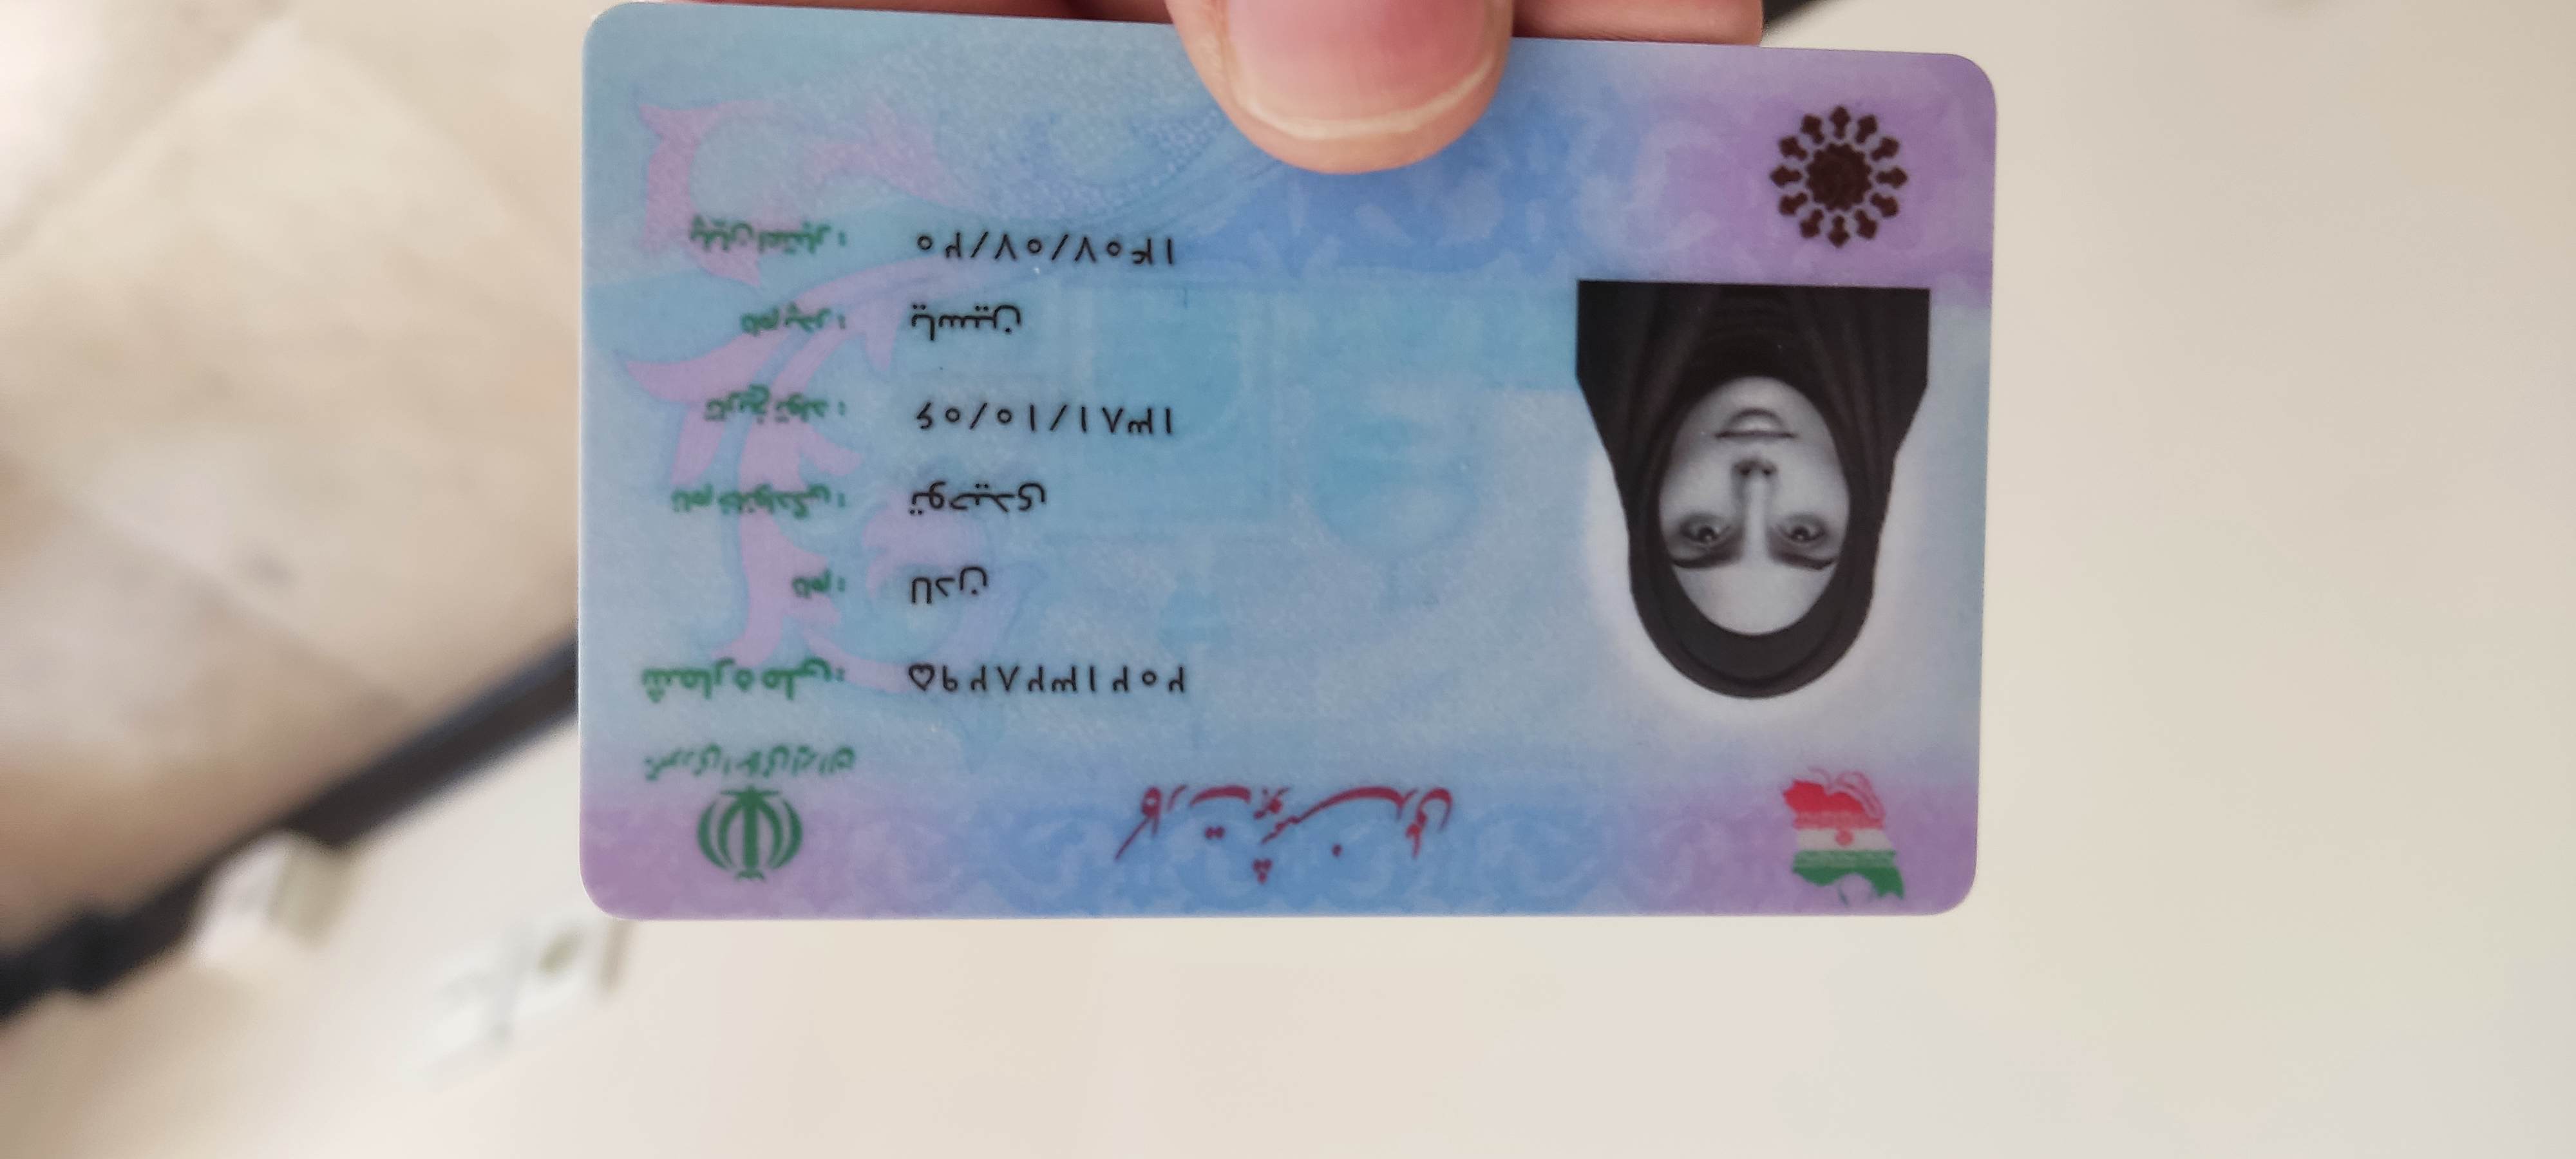 کارت هوشمند ملی
جمهوری اسلامی ایران
شماره ملی: ۲۰۲۱۳۲۸۲۹۵
نام: لادن
نام خانوادگی: توحیدی
تاریخ تولد: ۱۳۸۱/۱۰/۰۶
نام پدر: یاسین
پایان اعتبار: ۱۴۰۷/۰۷/۲۰